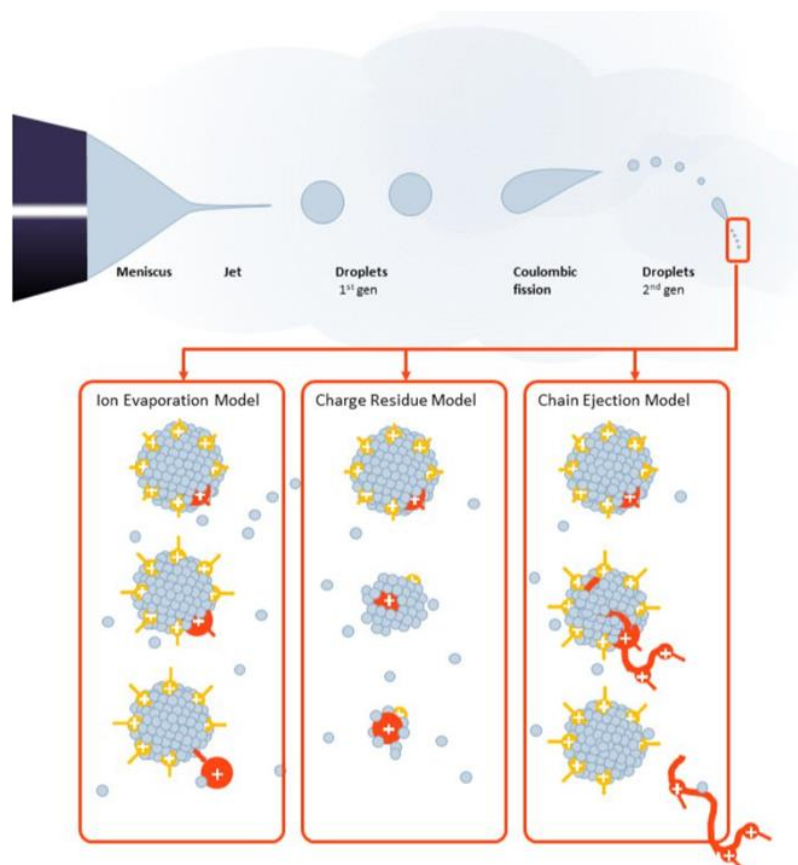 Meniscus
Jet
Droplets
1st gen
Coulombic
fission
Droplets
2nd gen
Ion Evaporation Model
Charge Residue Model
Chain Ejection Model